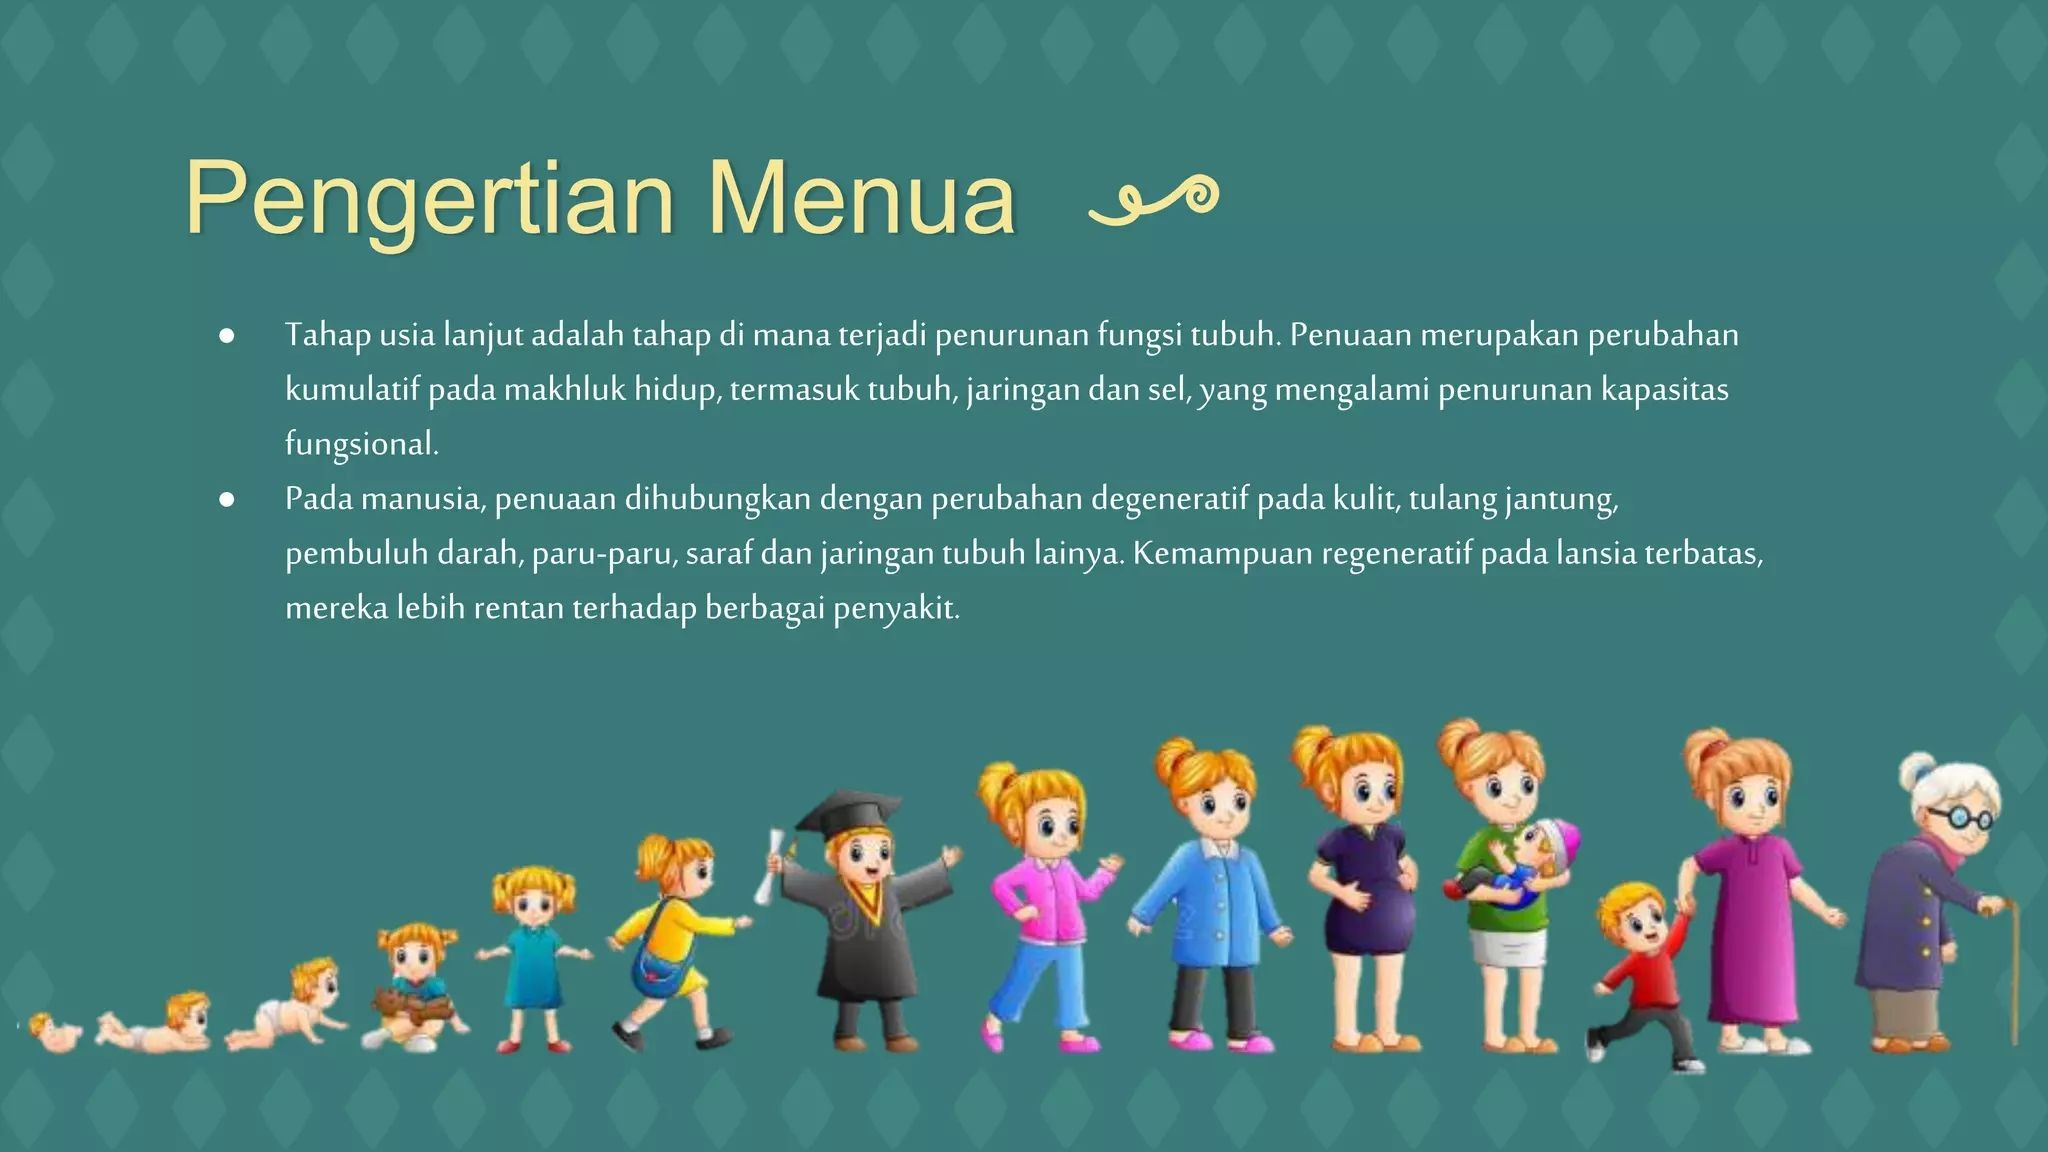 Pengertian Menua
● Tahap usia lanjut adalah tahap di mana terjadi penurunan fungsi tubuh. Penuaan merupakan perubahan
kumulatif pada makhluk hidup, termasuk tubuh, jaringan dan sel, yang mengalami penurunan kapasitas
fungsional.
● Pada manusia, penuaan dihubungkan dengan perubahan degeneratif pada kulit, tulang jantung,
pembuluh darah, paru-paru, saraf dan jaringan tubuh lainya. Kemampuan regeneratif pada lansia terbatas,
mereka lebih rentan terhadap berbagai penyakit.